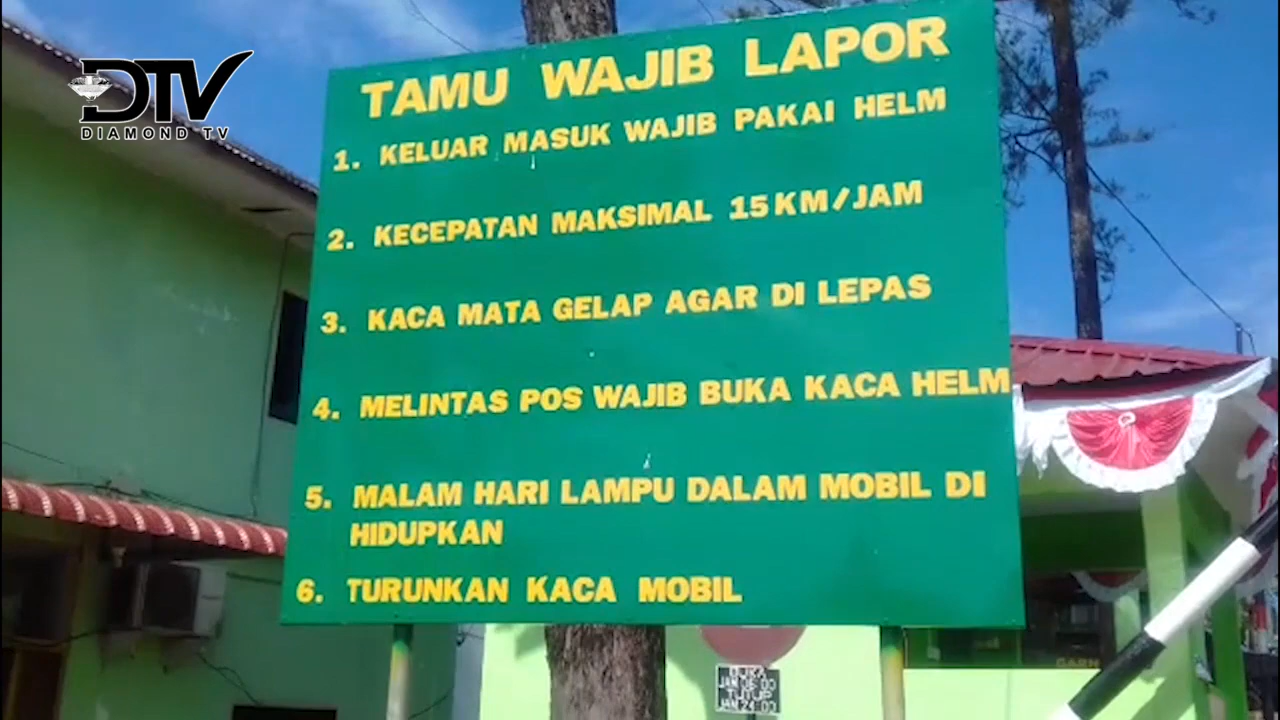 DTV
DIAMOND TV
TAMU WAJIB LAPOR
1. KELUAR MASUK WAJIB PAKAI HELM
2. KECEPATAN MAKSIMAL 15 KM/JAM
3. KACA MATA GELAP AGAR DI LEPAS
4. MELINTAS POS WAJIB BUKA KACA HELM
5. MALAM HARI LAMPU DALAM MOBIL DI
HIDUPKAN
6. TURUNKAN KACA MOBIL
BUKA
TUTUP